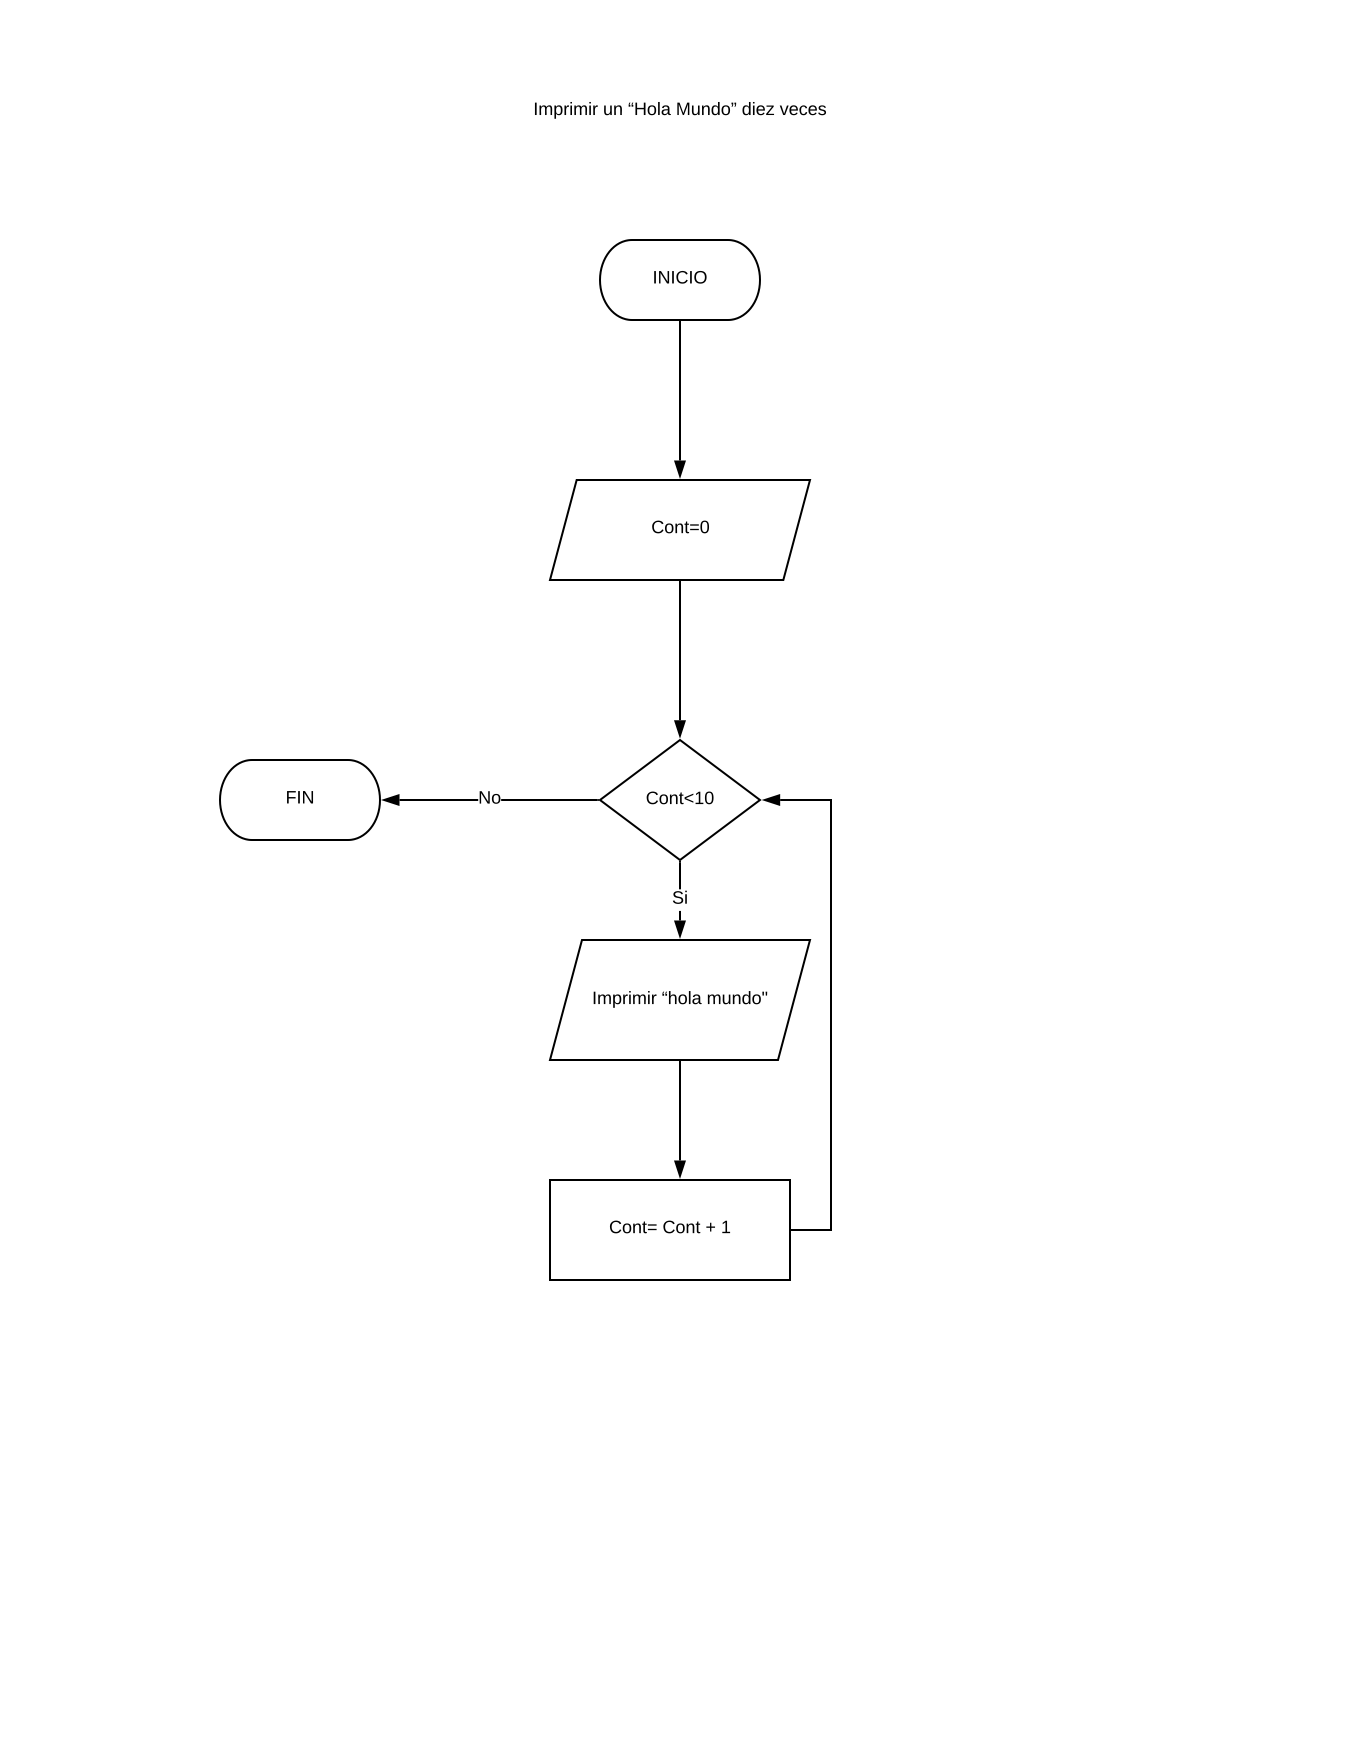 Imprimir un “Hola Mundo” diez veces
INICIO
Cont=0
Cont<10
No
FIN
Si
Imprimir “hola mundo"
Cont= Cont + 1